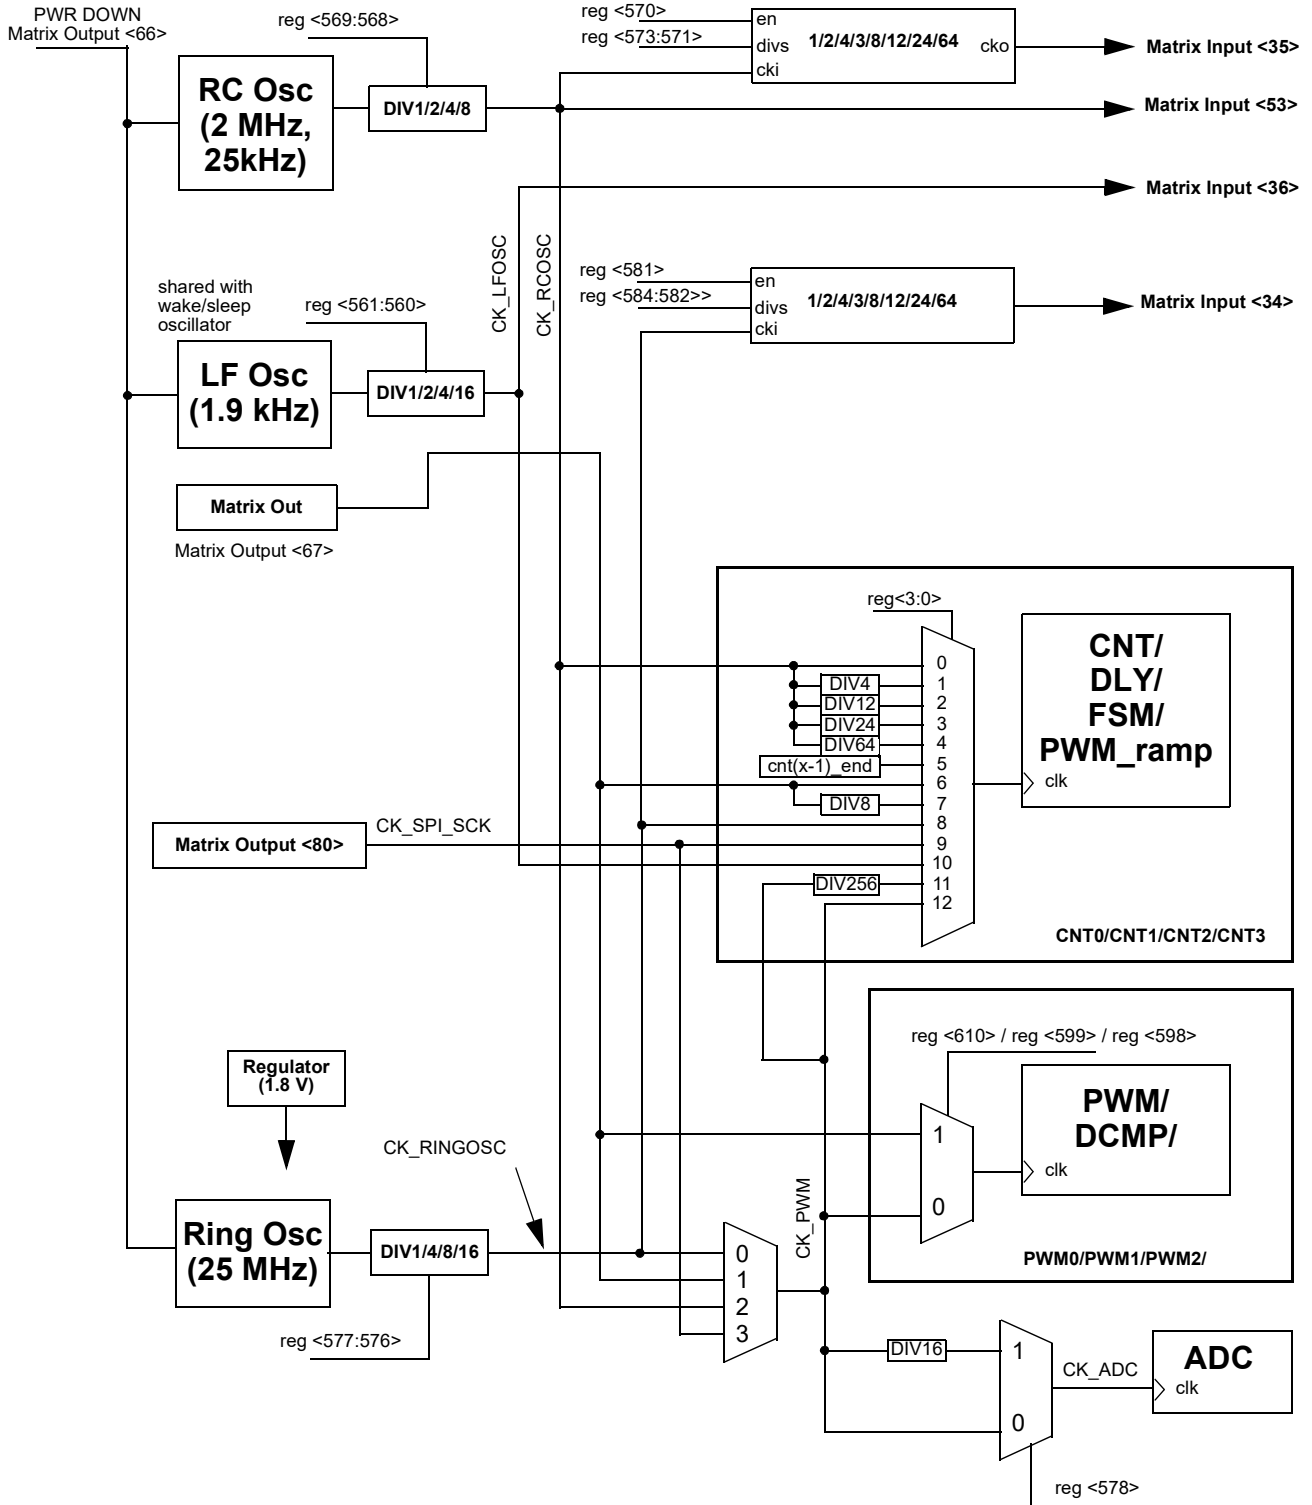 PWR DOWN
Matrix Output <66>
reg <569:568>
RC Osc
(2 MHz,
25kHz)
DIV1/2/4/8
reg <570>
reg <573:571>
en
divs
cki
1/2/4/3/8/12/24/64
cko
Matrix Input <35>
Matrix Input <53>
Matrix Input <36>
CK_LFOSC
CK_RCOSC
reg <581>
reg <584:582>>
en
divs
cki
1/2/4/3/8/12/24/64
Matrix Input <34>
shared with
wake/sleep
oscillator
reg <561:560>
LF Osc
(1.9 kHz)
DIV1/2/4/16
Matrix Out
Matrix Output <67>
reg<3:0>
0
DIV4 1
DIV12 2
DIV24 3
DIV64 4
cnt(x-1)_end 5
6
DIV8 7
8
9
10
DIV256 11
12
CNT/
DLY/
FSM/
PWM_ramp
clk
CNT0/CNT1/CNT2/CNT3
Matrix Output <80>
CK_SPI_SCK
reg <610> / reg <599> / reg <598>
1
0
PWM/
DCMP/
clk
PWM0/PWM1/PWM2/
Regulator
(1.8 V)
CK_RINGOSC
Ring Osc
(25 MHz)
DIV1/4/8/16
reg <577:576>
0
1
2
3
CK_PWM
DIV16
1
0
CK_ADC
ADC
clk
reg <578>